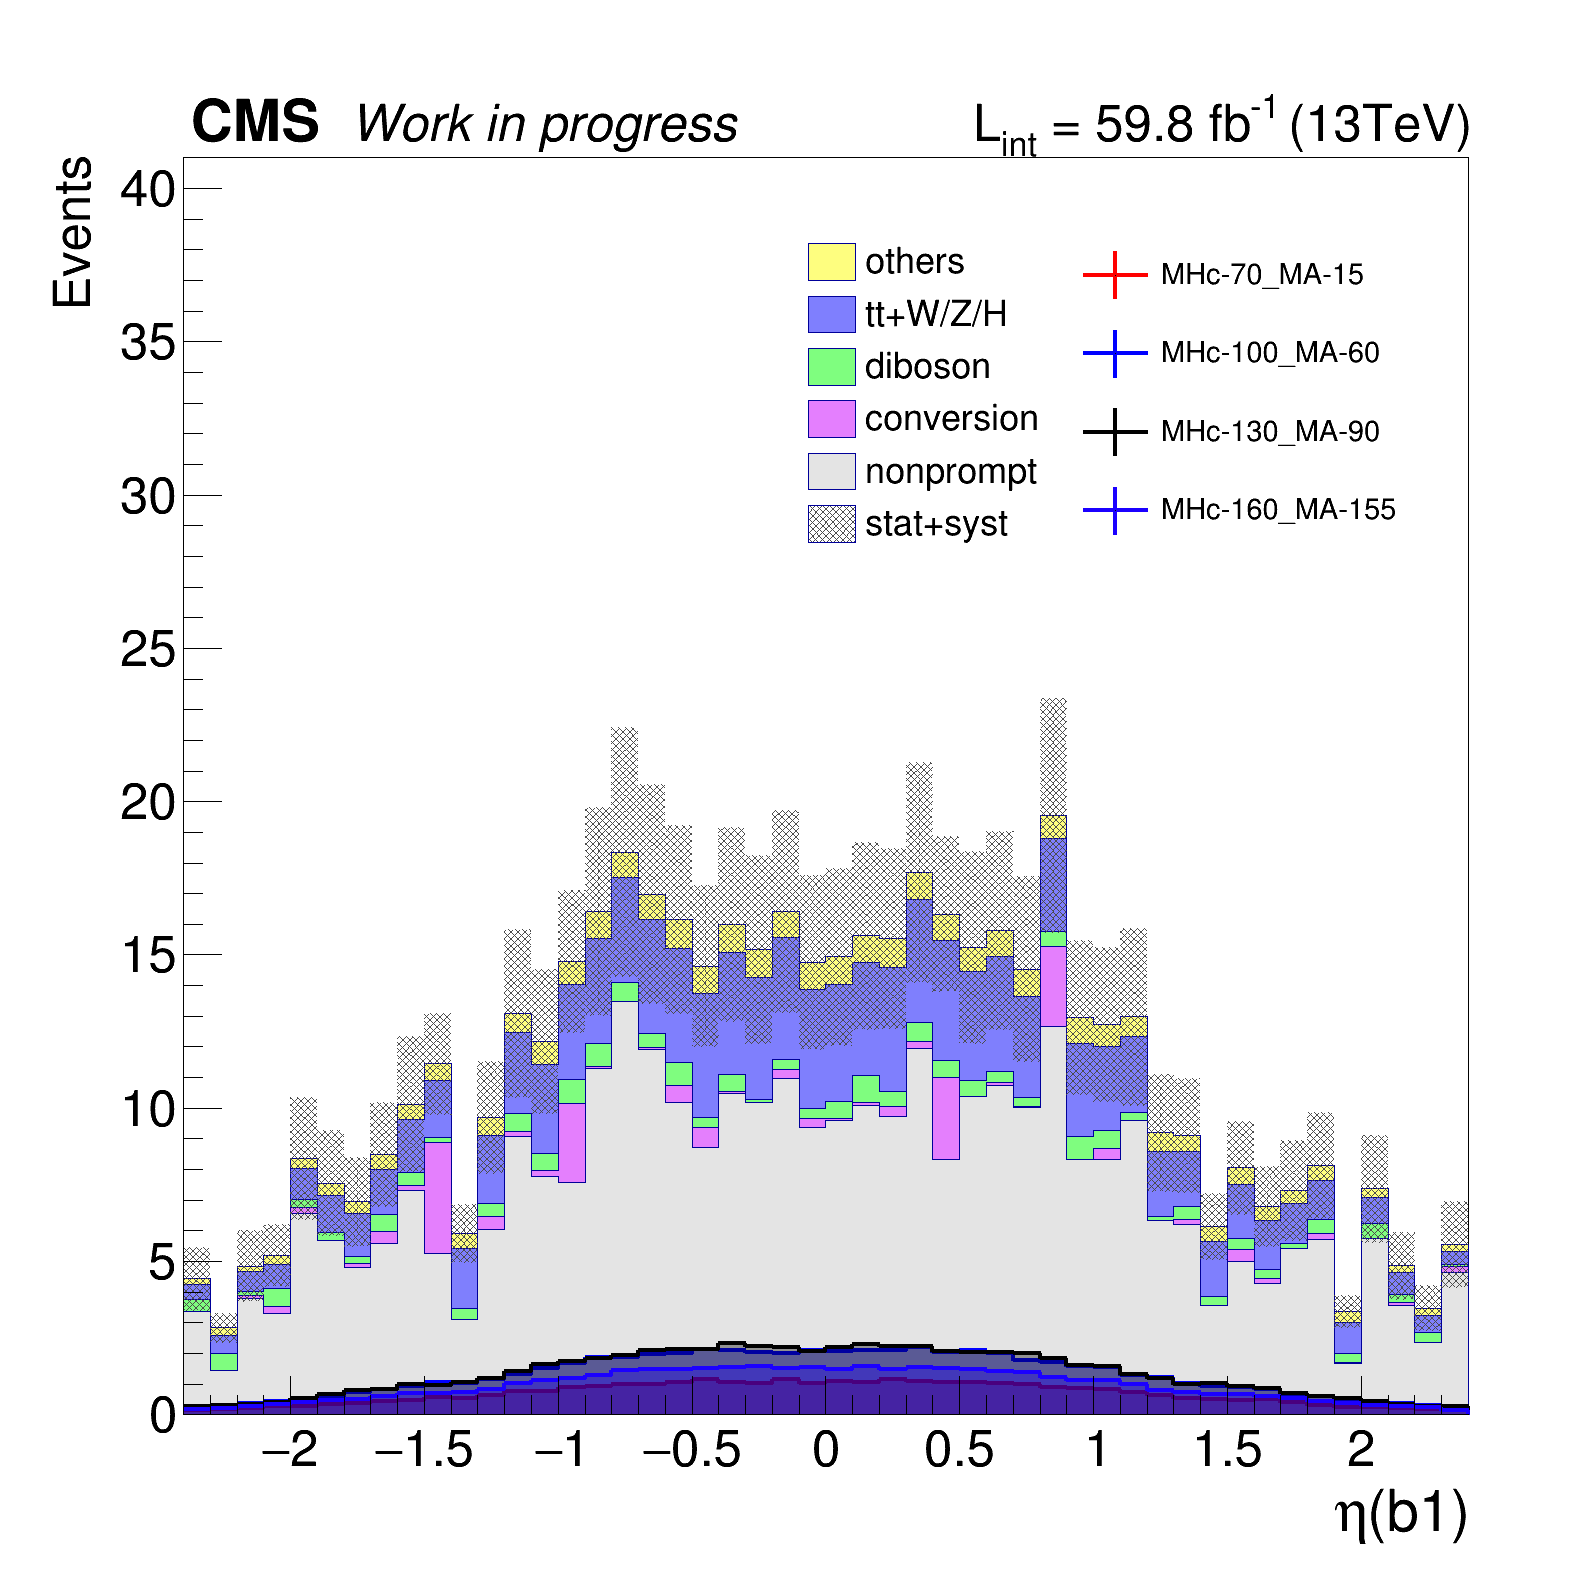 CMS Work in progress L_int = 59.8 fb^-1 (13TeV)
Events
40
35
30
25
20
15
10
5
0
others
tt+W/Z/H
diboson
conversion
nonprompt
stat+syst
MHc-70_MA-15
MHc-100_MA-60
MHc-130_MA-90
MHc-160_MA-155
−2 −1.5 −1 −0.5 0 0.5 1 1.5 2
η(b1)